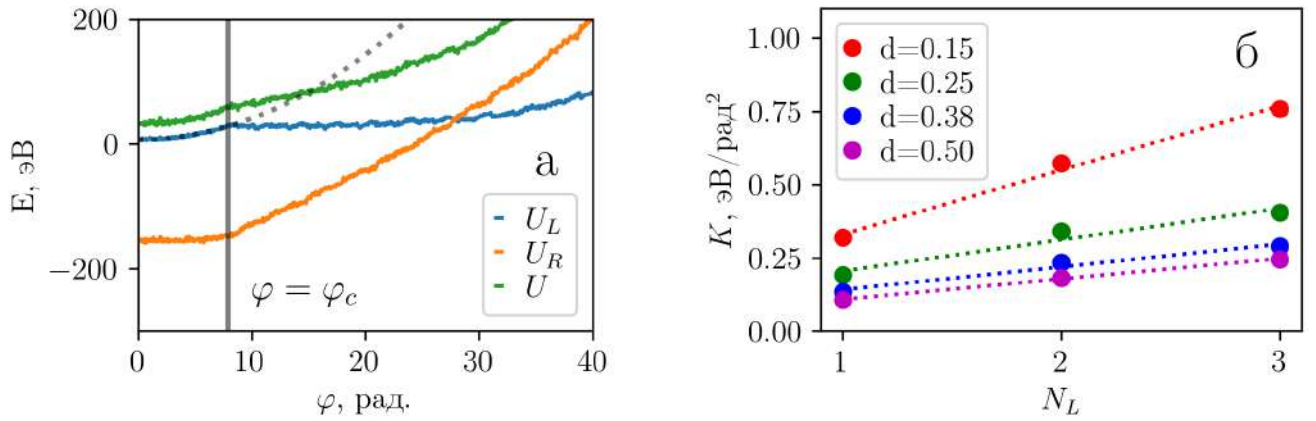 200
0
−200
E, эВ
0
10
20
30
40
φ, рад.
φ = φ_c
а
U_L
U_R
U
1.00
0.75
0.50
0.25
0.00
K, эВ/рад²
1
2
3
N_L
б
d=0.15
d=0.25
d=0.38
d=0.50